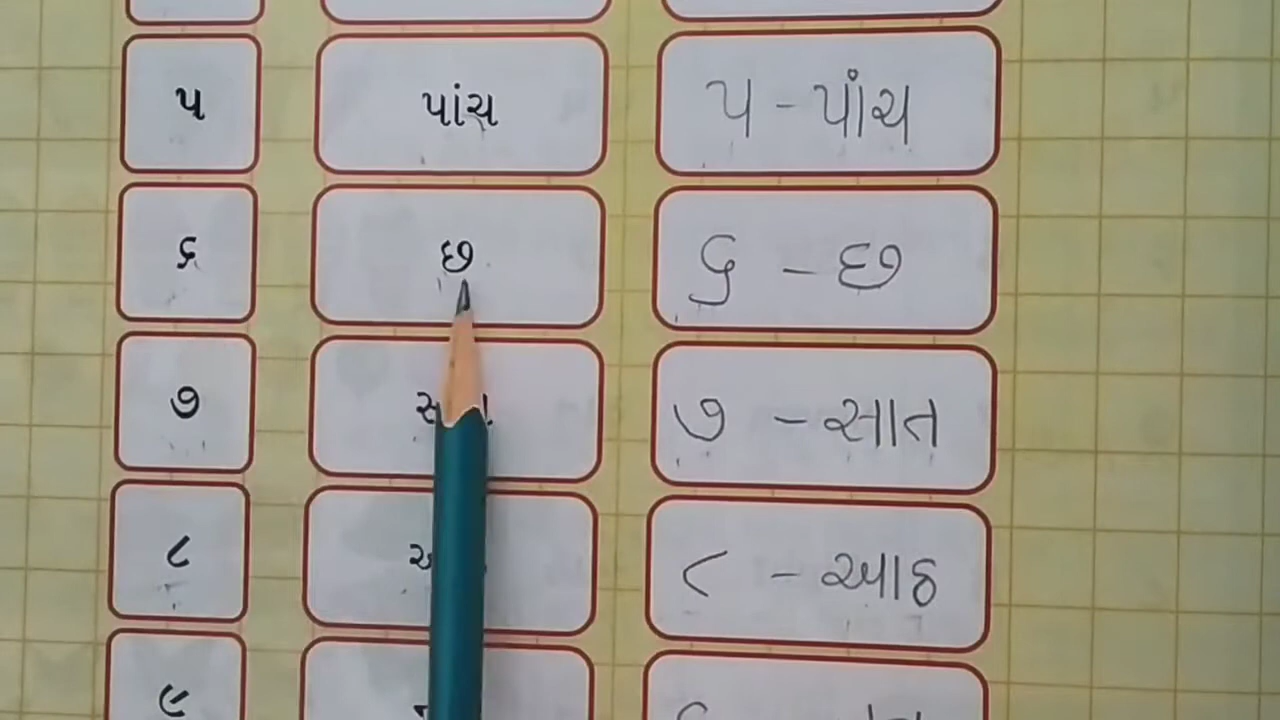 ૫ પાંચ ૫ - પાંચ
૬ છ ૬ - છ
૭ ૭ - સાત
૮ ૮ - આઠ
૯